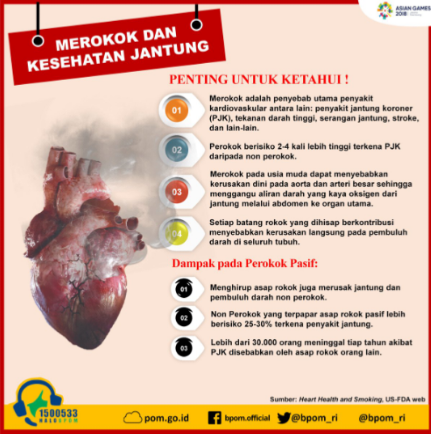 ASIAN GAMES
2018
MEROKOK DAN
KESEHATAN JANTUNG
PENTING UNTUK KETAHUI !
01
Merokok adalah penyebab utama penyakit
kardiovaskular antara lain: penyakit jantung koroner
(PJK), tekanan darah tinggi, serangan jantung, stroke,
dan lain-lain.
02
Perokok berisiko 2-4 kali lebih tinggi terkena PJK
daripada non perokok.
03
Merokok pada usia muda dapat menyebabkan
kerusakan dini pada aorta dan arteri besar sehingga
menggangu aliran darah yang kaya oksigen dari
jantung melalui abdomen ke organ utama.
04
Setiap batang rokok yang dihisap berkontribusi
menyebabkan kerusakan langsung pada pembuluh
darah di seluruh tubuh.
Dampak pada Perokok Pasif:
01
Menghirup asap rokok juga merusak jantung dan
pembuluh darah non perokok.
02
Non Perokok yang terpapar asap rokok pasif lebih
berisiko 25-30% terkena penyakit jantung.
03
Lebih dari 30.000 orang meninggal tiap tahun akibat
PJK disebabkan oleh asap rokok orang lain.
Sumber: Heart Health and Smoking, US-FDA web
1500533
HALOBPOM
pom.go.id
bpom.official
@bpom_ri
@bpom_ri